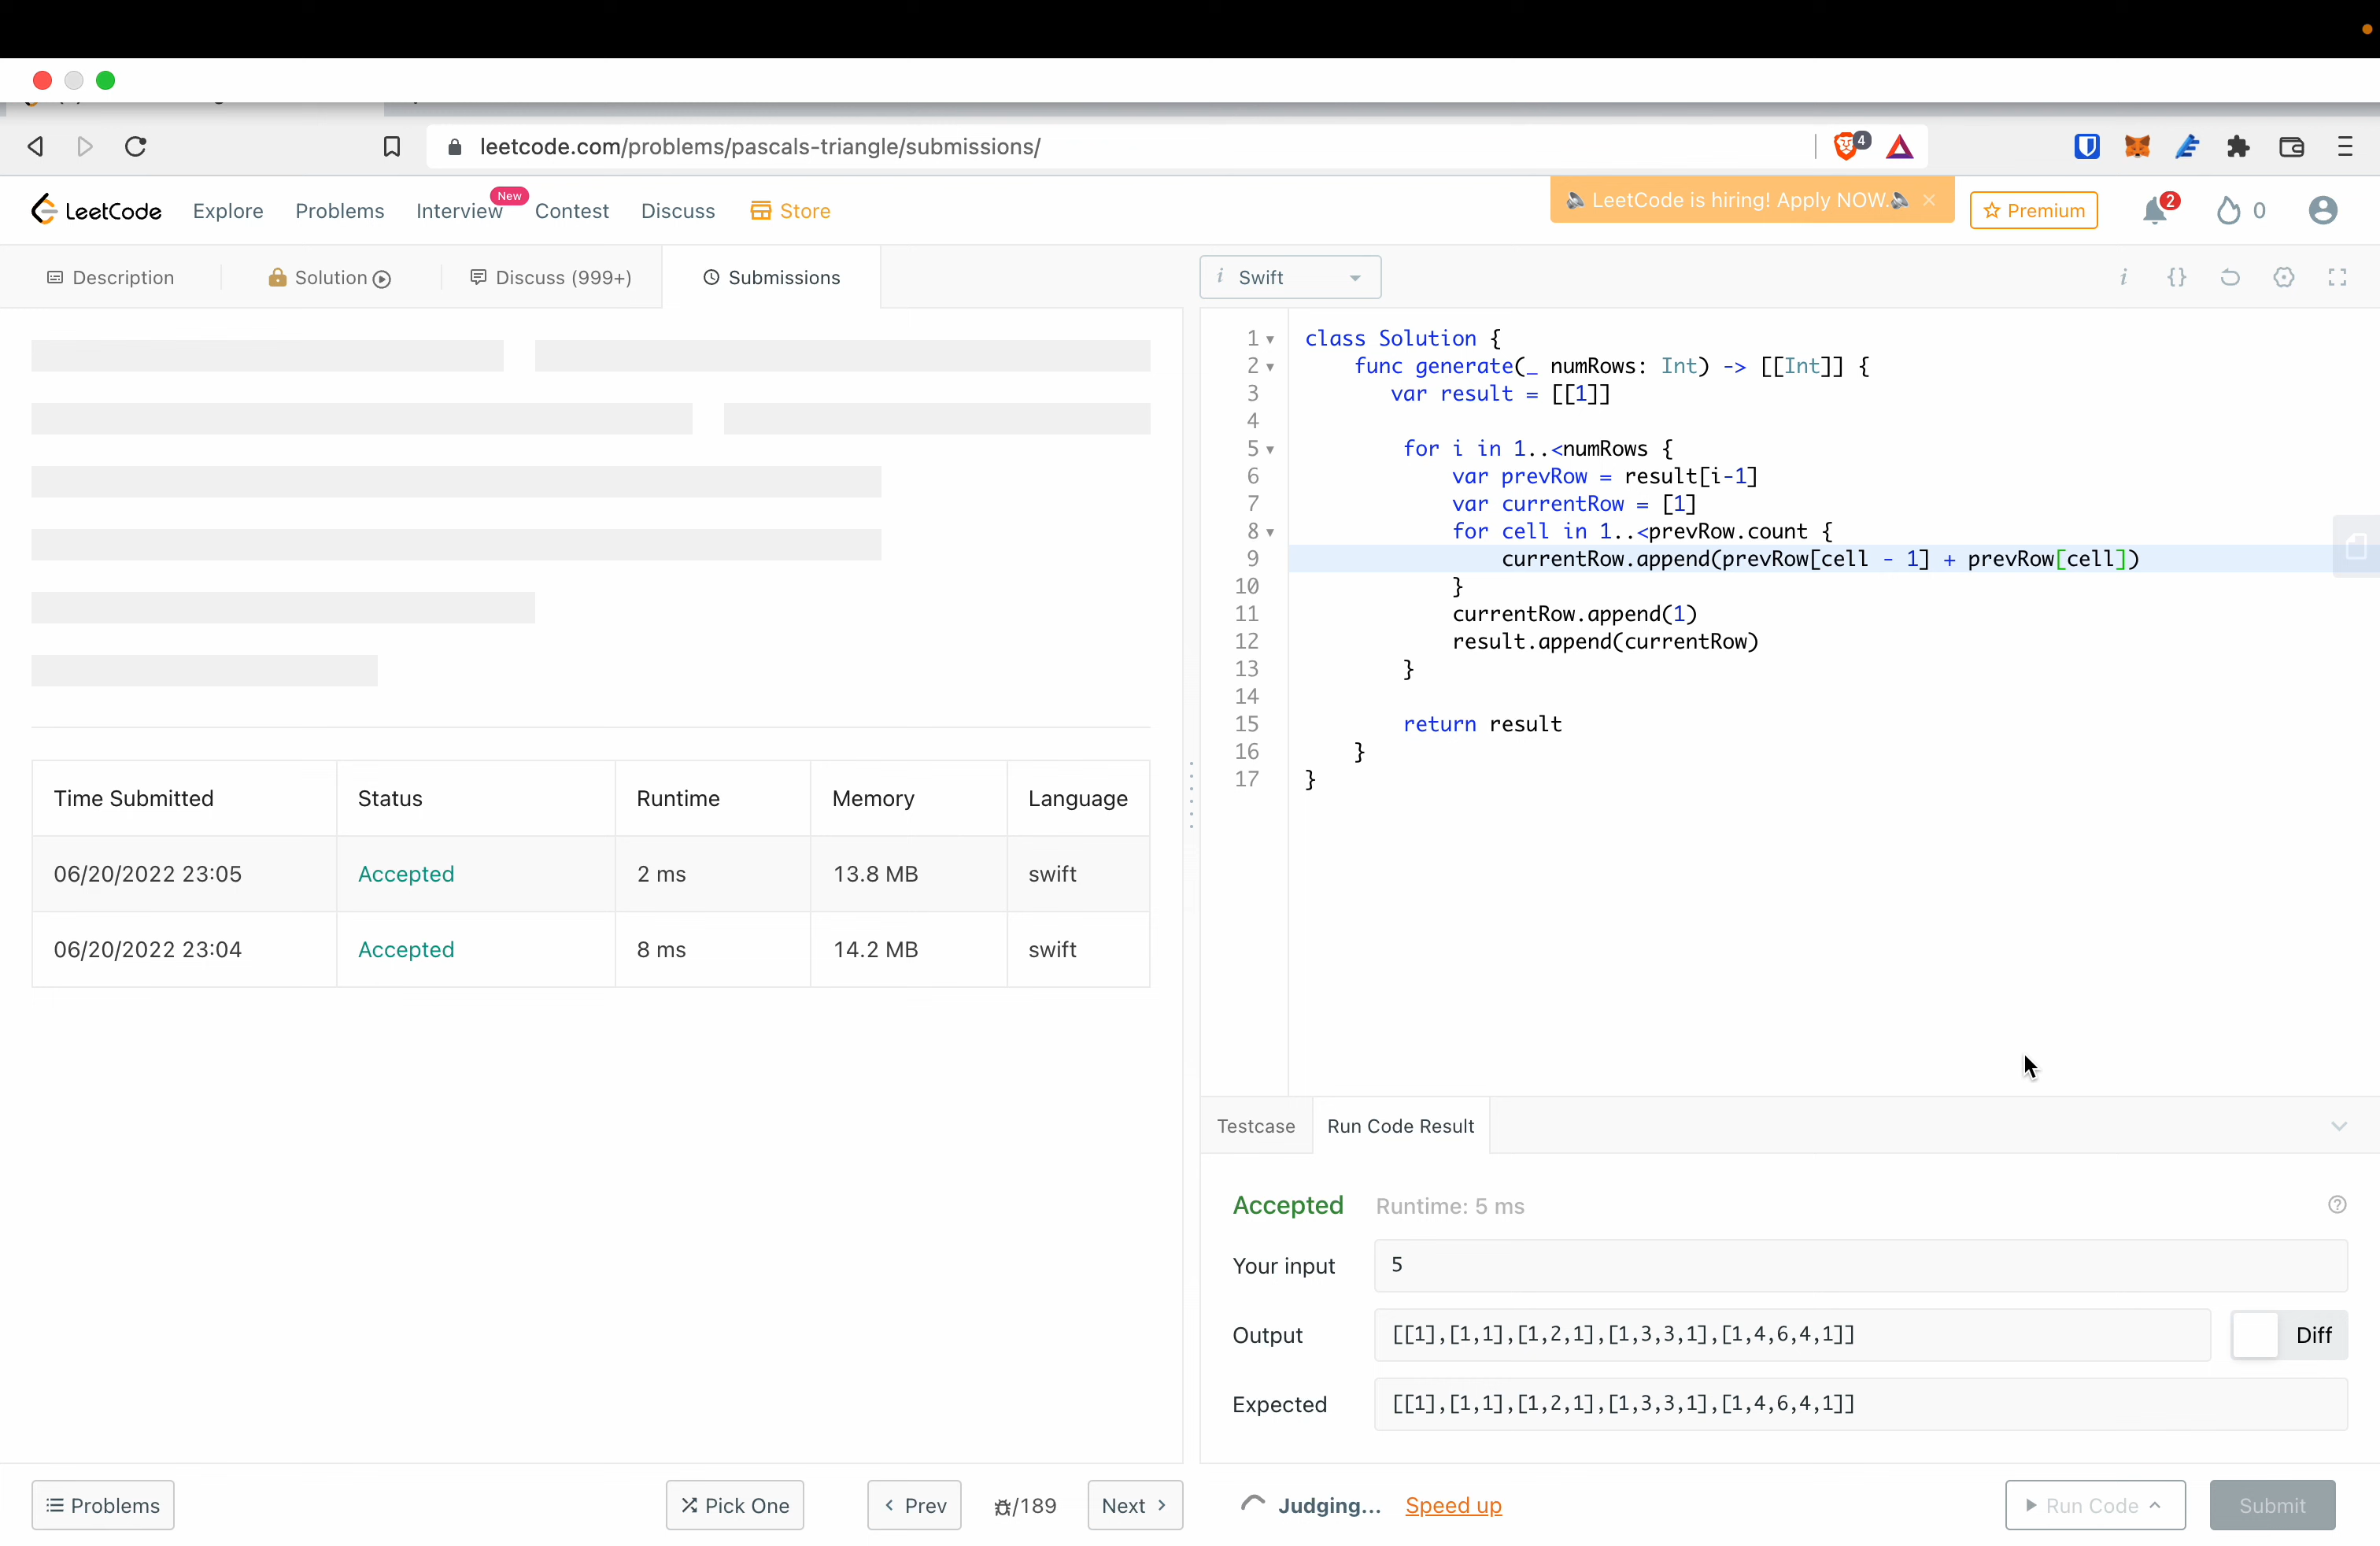 leetcode.com/problems/pascals-triangle/submissions/
4
LeetCode
Explore
Problems
Interview
New
Contest
Discuss
Store
🔈 LeetCode is hiring! Apply NOW.🔈 ×
Premium
2
0
Description
Solution
Discuss (999+)
Submissions
i Swift
i
{}
1 class Solution {
2 func generate(_ numRows: Int) -> [[Int]] {
3 var result = [[1]]
4
5 for i in 1..<numRows {
6 var prevRow = result[i-1]
7 var currentRow = [1]
8 for cell in 1..<prevRow.count {
9 currentRow.append(prevRow[cell - 1] + prevRow[cell])
10 }
11 currentRow.append(1)
12 result.append(currentRow)
13 }
14
15 return result
16 }
17 }
Time Submitted Status Runtime Memory Language
06/20/2022 23:05 Accepted 2 ms 13.8 MB swift
06/20/2022 23:04 Accepted 8 ms 14.2 MB swift
Testcase
Run Code Result
Accepted Runtime: 5 ms
Your input 5
Output [[1],[1,1],[1,2,1],[1,3,3,1],[1,4,6,4,1]]
Diff
Expected [[1],[1,1],[1,2,1],[1,3,3,1],[1,4,6,4,1]]
Problems
Pick One
Prev
/189
Next
Judging...
Speed up
Run Code
Submit